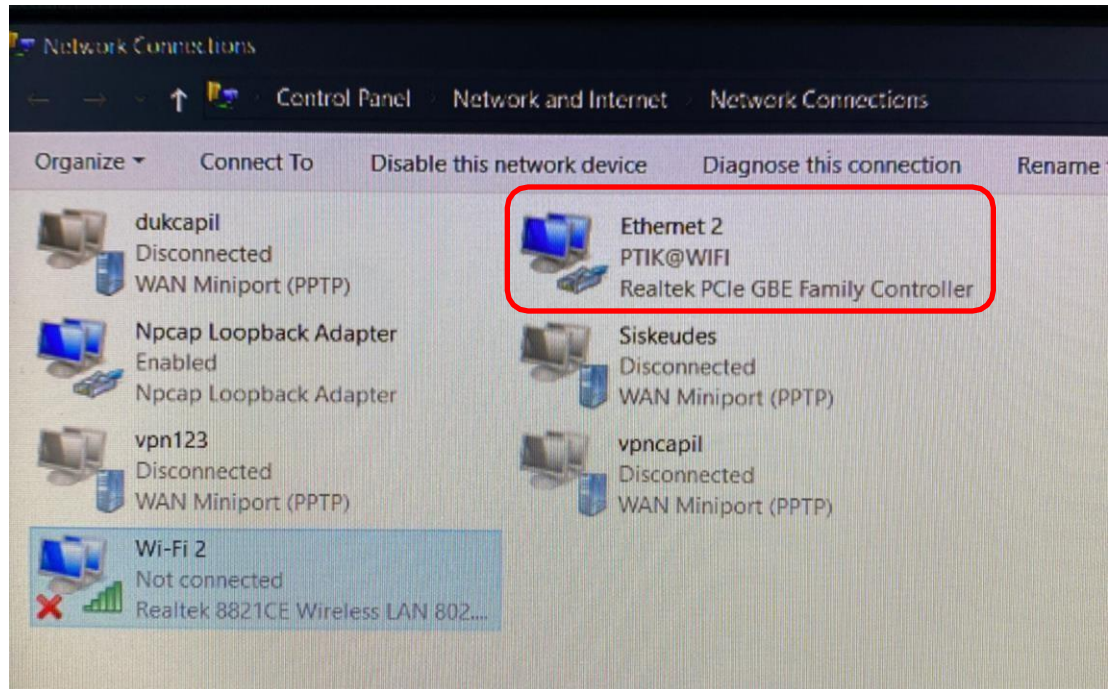 Network Connections
Control Panel Network and Internet Network Connections
Organize Connect To Disable this network device Diagnose this connection Rename
dukcapil
Disconnected
WAN Miniport (PPTP)
Ethernet 2
PTIK@WIFI
Realtek PCIe GBE Family Controller
Npcap Loopback Adapter
Enabled
Npcap Loopback Adapter
Siskeudes
Disconnected
WAN Miniport (PPTP)
vpn123
Disconnected
WAN Miniport (PPTP)
vpncapil
Disconnected
WAN Miniport (PPTP)
Wi-Fi 2
Not connected
Realtek 8821CE Wireless LAN 802....